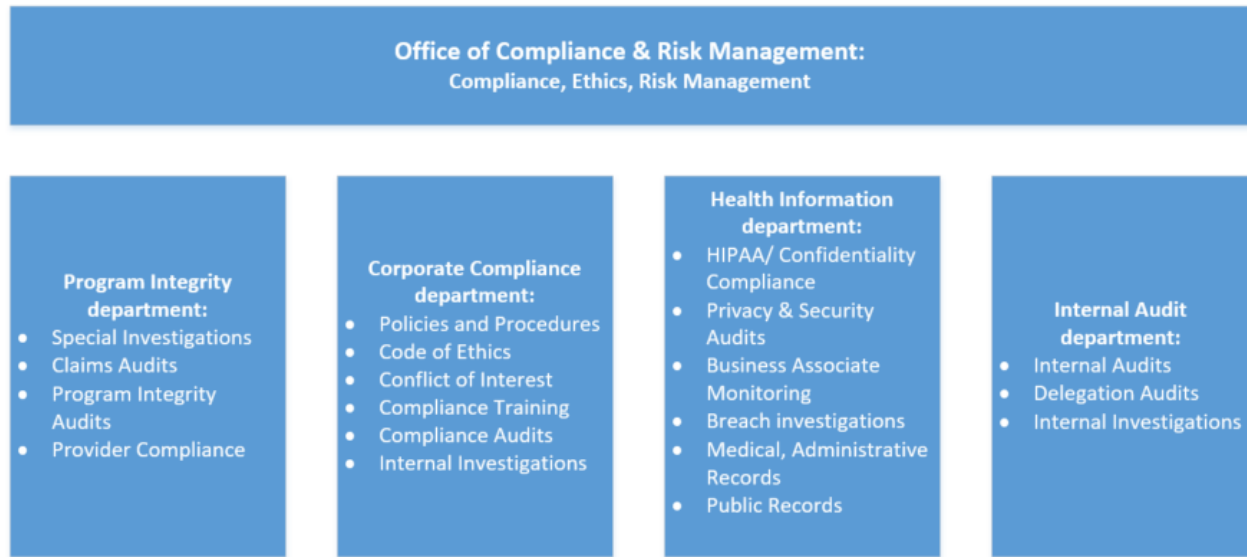 Office of Compliance & Risk Management:
Compliance, Ethics, Risk Management
Program Integrity
department:
• Special Investigations
• Claims Audits
• Program Integrity
Audits
• Provider Compliance
Corporate Compliance
department:
• Policies and Procedures
• Code of Ethics
• Conflict of Interest
• Compliance Training
• Compliance Audits
• Internal Investigations
Health Information
department:
• HIPAA/ Confidentiality
Compliance
• Privacy & Security
Audits
• Business Associate
Monitoring
• Breach investigations
• Medical, Administrative
Records
• Public Records
Internal Audit
department:
• Internal Audits
• Delegation Audits
• Internal Investigations